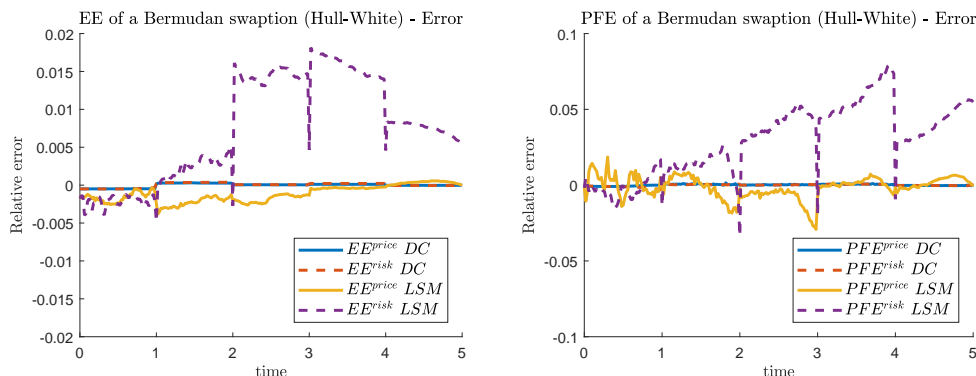 EE of a Bermudan swaption (Hull-White) - Error
0.02
0.015
0.01
0.005
0
-0.005
-0.01
-0.015
-0.02
Relative error
0 1 2 3 4 5
time
EE^price DC
EE^risk DC
EE^price LSM
EE^risk LSM
PFE of a Bermudan swaption (Hull-White) - Error
0.1
0.05
0
-0.05
-0.1
Relative error
0 1 2 3 4 5
time
PFE^price DC
PFE^risk DC
PFE^price LSM
PFE^risk LSM